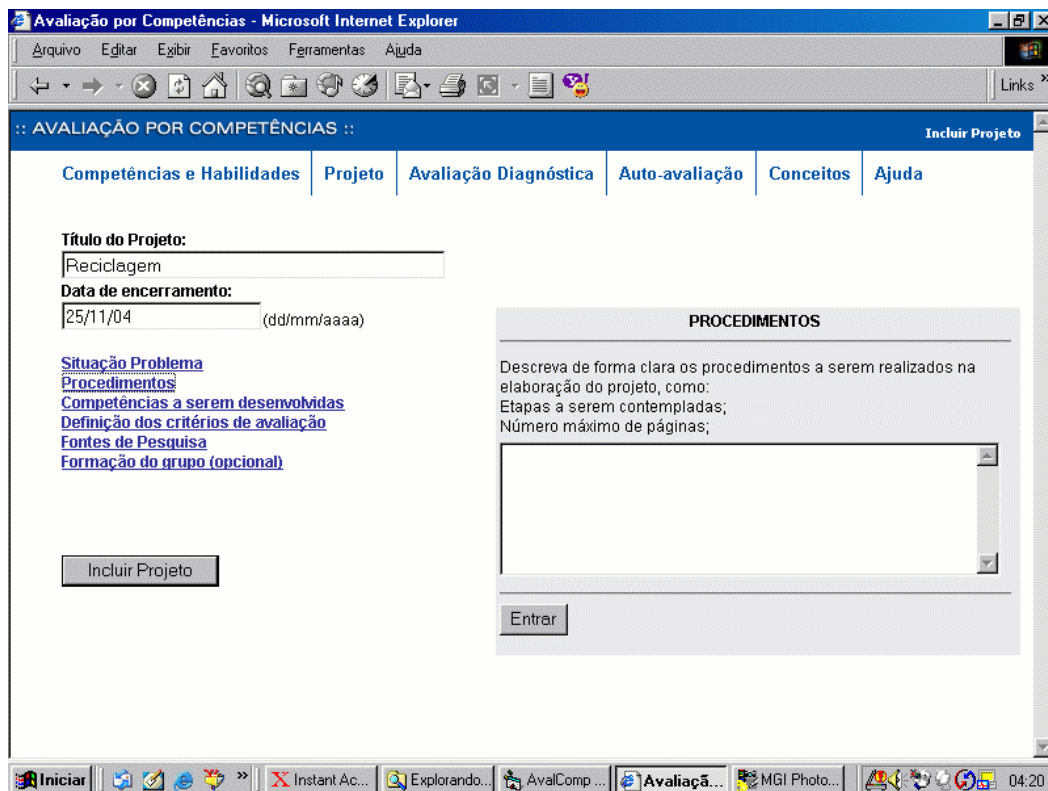 Avaliação por Competências - Microsoft Internet Explorer
Arquivo Editar Exibir Favoritos Ferramentas Ajuda
Links »
:: AVALIAÇÃO POR COMPETÊNCIAS ::
Incluir Projeto
Competências e Habilidades Projeto Avaliação Diagnóstica Auto-avaliação Conceitos Ajuda
Título do Projeto:
Reciclagem
Data de encerramento:
25/11/04 (dd/mm/aaaa)
Situação Problema
Procedimentos
Competências a serem desenvolvidas
Definição dos critérios de avaliação
Fontes de Pesquisa
Formação do grupo (opcional)
Incluir Projeto
PROCEDIMENTOS
Descreva de forma clara os procedimentos a serem realizados na
elaboração do projeto, como:
Etapas a serem contempladas;
Número máximo de páginas;
Entrar
Iniciar » Instant Ac... Explorando... AvalComp ... Avaliaçã... MGI Photo... 04:20